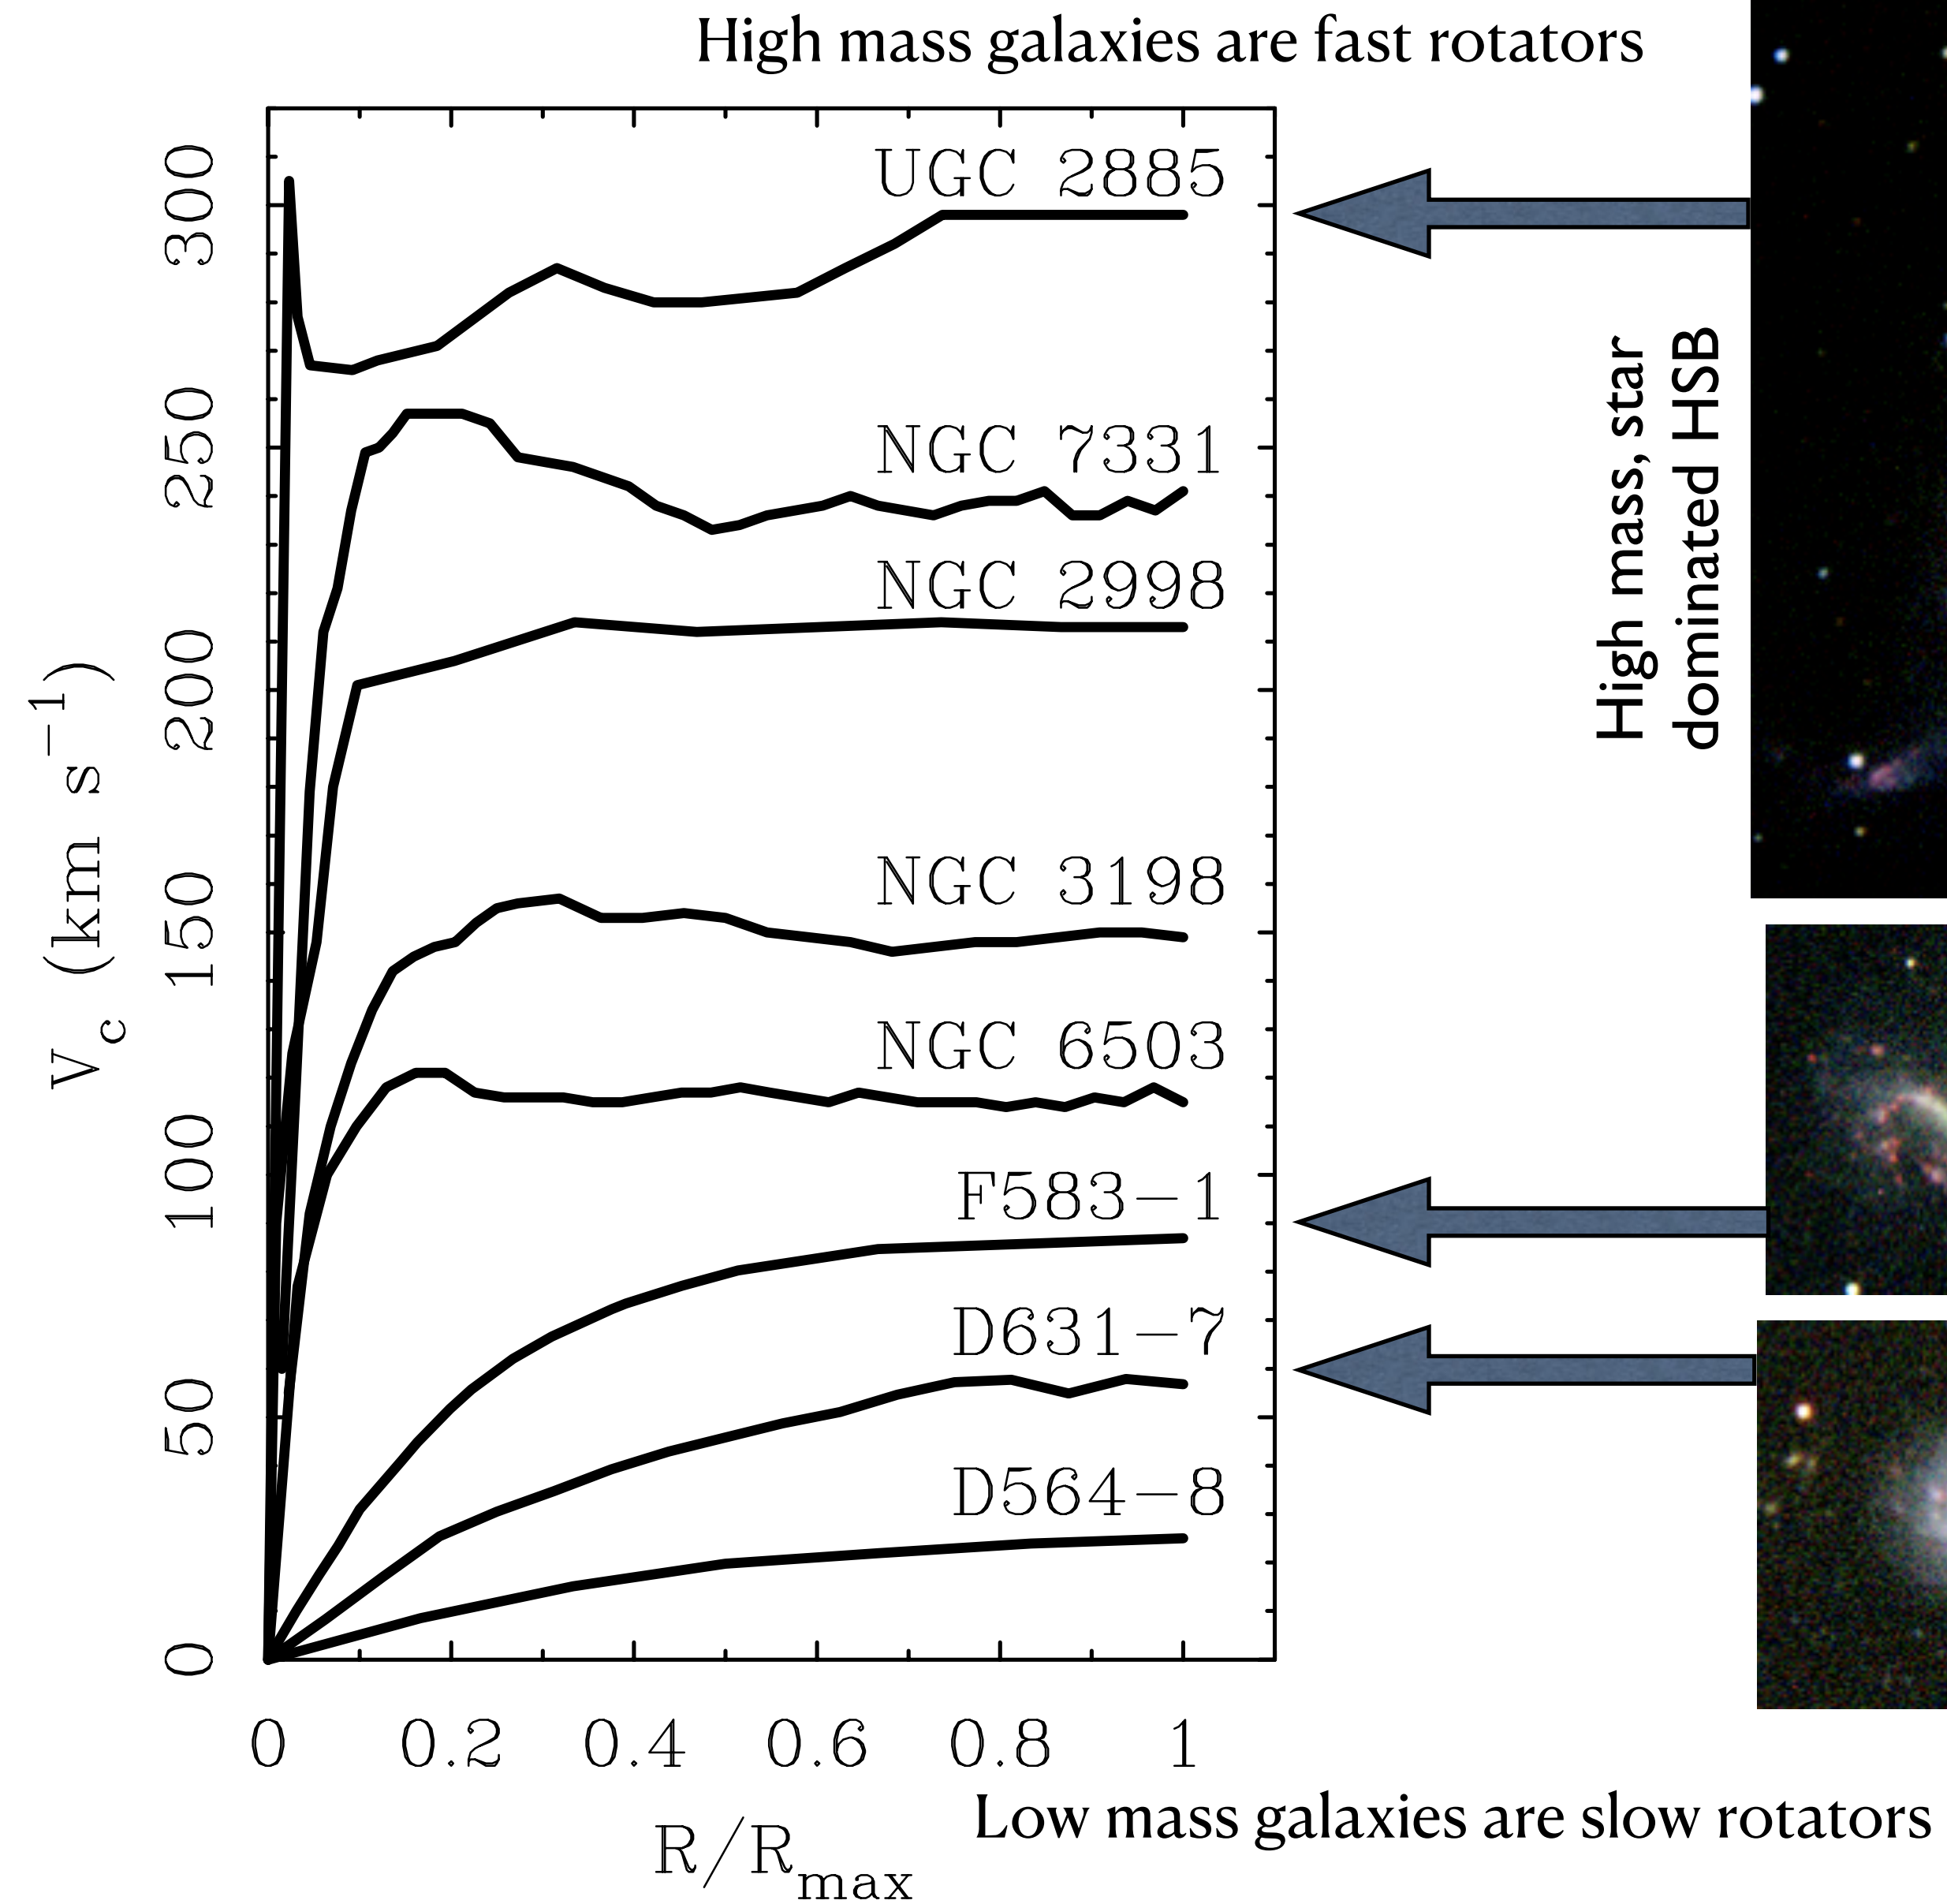 High mass galaxies are fast rotators
UGC 2885
NGC 7331
NGC 2998
NGC 3198
NGC 6503
F583-1
D631-7
D564-8
High mass, star
dominated HSB
V_c (km s^-1)
300
250
200
150
100
50
0
0 0.2 0.4 0.6 0.8 1
R/R_max
Low mass galaxies are slow rotators